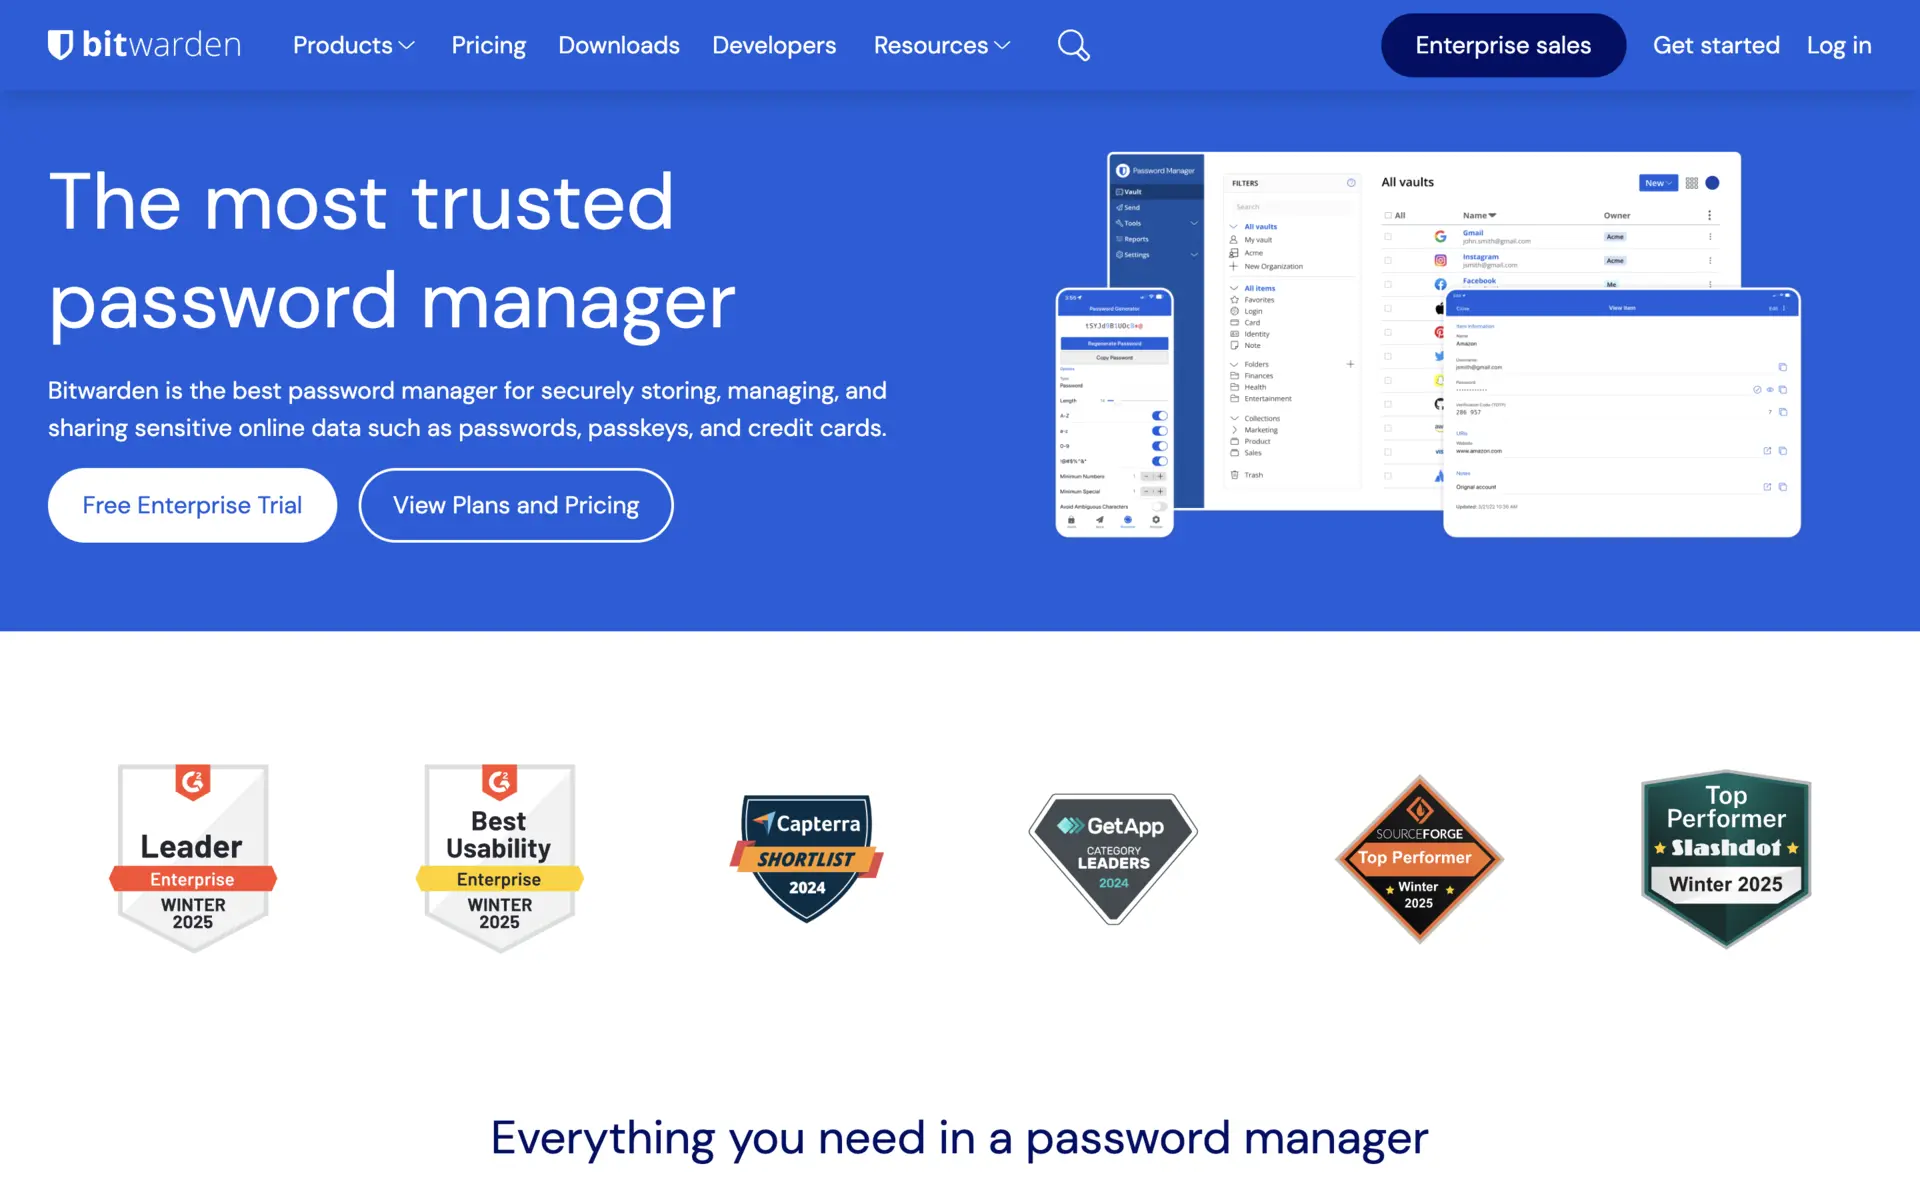 bitwarden
Products
Pricing
Downloads
Developers
Resources
Enterprise sales
Get started
Log in
The most trusted
password manager
Bitwarden is the best password manager for securely storing, managing, and
sharing sensitive online data such as passwords, passkeys, and credit cards.
Free Enterprise Trial
View Plans and Pricing
Password Manager
Vault
Send
Tools
Reports
Settings
FILTERS
Search
All vaults
My vault
Acme
New Organization
All items
Favorites
Login
Card
Identity
Note
Folders
Finances
Health
Entertainment
Collections
Marketing
Product
Sales
Trash
All vaults
New
All
Name
Owner
Gmail
john.smith@gmail.com
Acme
Instagram
jsmith@gmail.com
Acme
Facebook
Me
Password Generator
Regenerate Password
Copy Password
Options
Type
Password
Length
A-Z
a-z
0-9
!@#$%^&*
Minimum Numbers
Minimum Special
Avoid Ambiguous Characters
View Item
Item Information
Name
Amazon
Username
jsmith@gmail.com
Password
286 957
URIs
Website
www.amazon.com
Notes
Original account
G2
Leader
Enterprise
WINTER
2025
G2
Best
Usability
Enterprise
WINTER
2025
Capterra
SHORTLIST
2024
GetApp
CATEGORY
LEADERS
2024
SOURCEFORGE
Top Performer
Winter
2025
Top
Performer
Slashdot
Winter 2025
Everything you need in a password manager